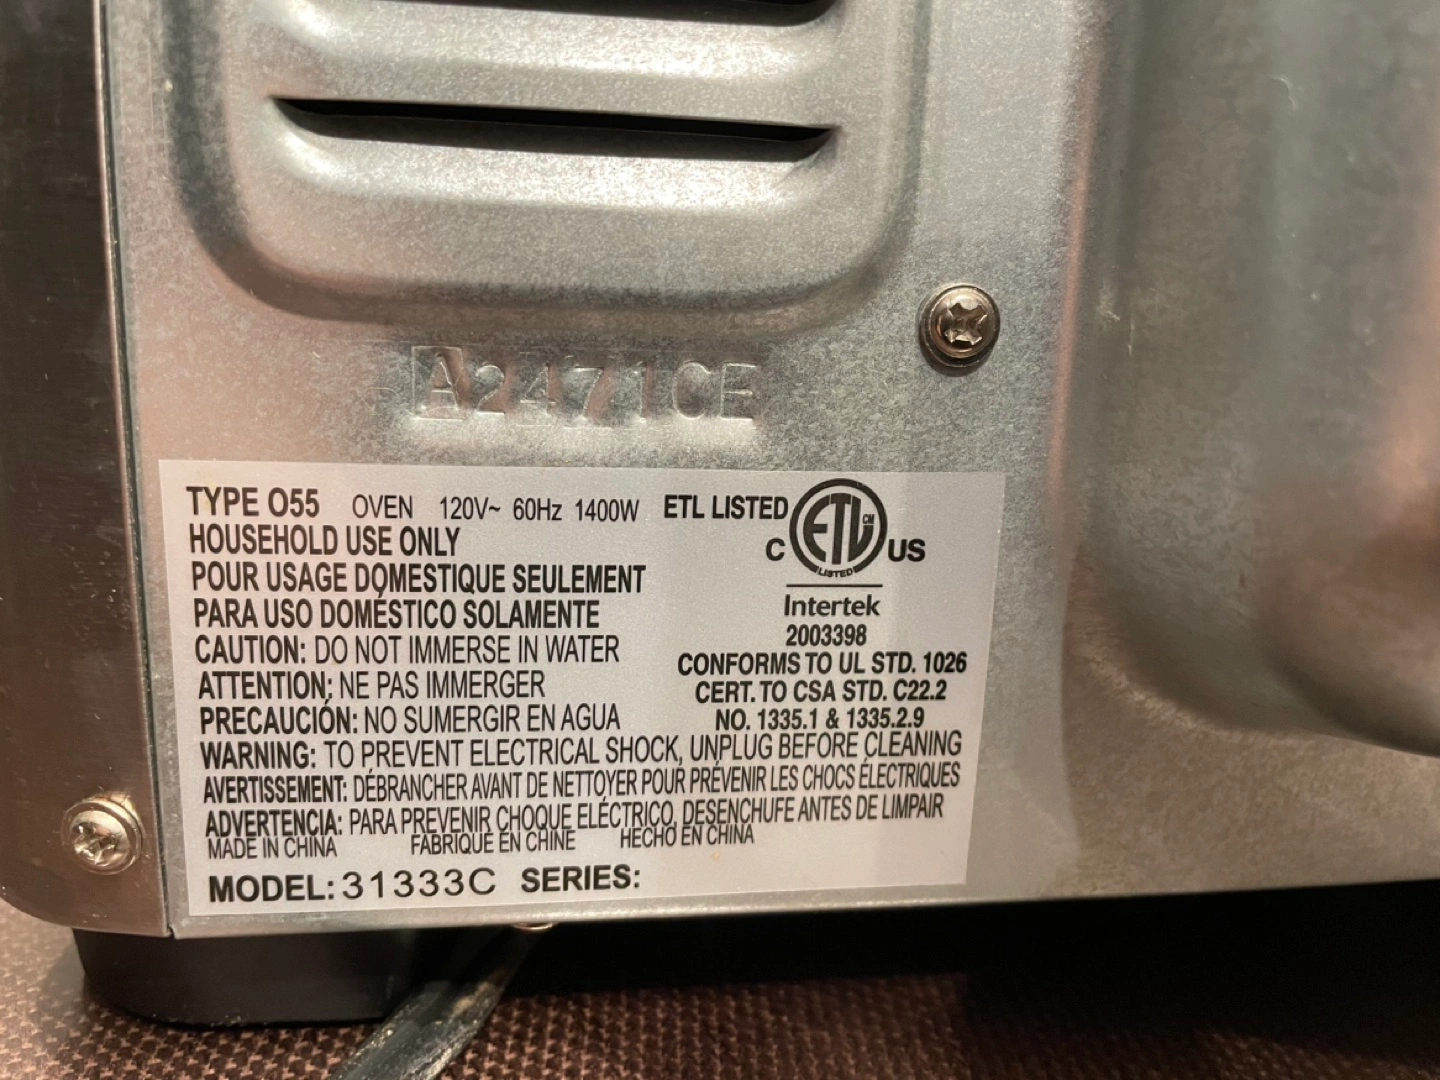 A2471CE
TYPE O55 OVEN 120V~ 60Hz 1400W ETL LISTED
HOUSEHOLD USE ONLY
POUR USAGE DOMESTIQUE SEULEMENT
PARA USO DOMÉSTICO SOLAMENTE
CAUTION: DO NOT IMMERSE IN WATER
ATTENTION: NE PAS IMMERGER
PRECAUCIÓN: NO SUMERGIR EN AGUA
C ETL CM US
LISTED
Intertek
2003398
CONFORMS TO UL STD. 1026
CERT. TO CSA STD. C22.2
NO. 1335.1 & 1335.2.9
WARNING: TO PREVENT ELECTRICAL SHOCK, UNPLUG BEFORE CLEANING
AVERTISSEMENT: DÉBRANCHER AVANT DE NETTOYER POUR PRÉVENIR LES CHOCS ÉLECTRIQUES
ADVERTENCIA: PARA PREVENIR CHOQUE ELÉCTRICO, DESENCHUFE ANTES DE LIMPIAR
MADE IN CHINA FABRIQUÉ EN CHINE HECHO EN CHINA
MODEL: 31333C SERIES: